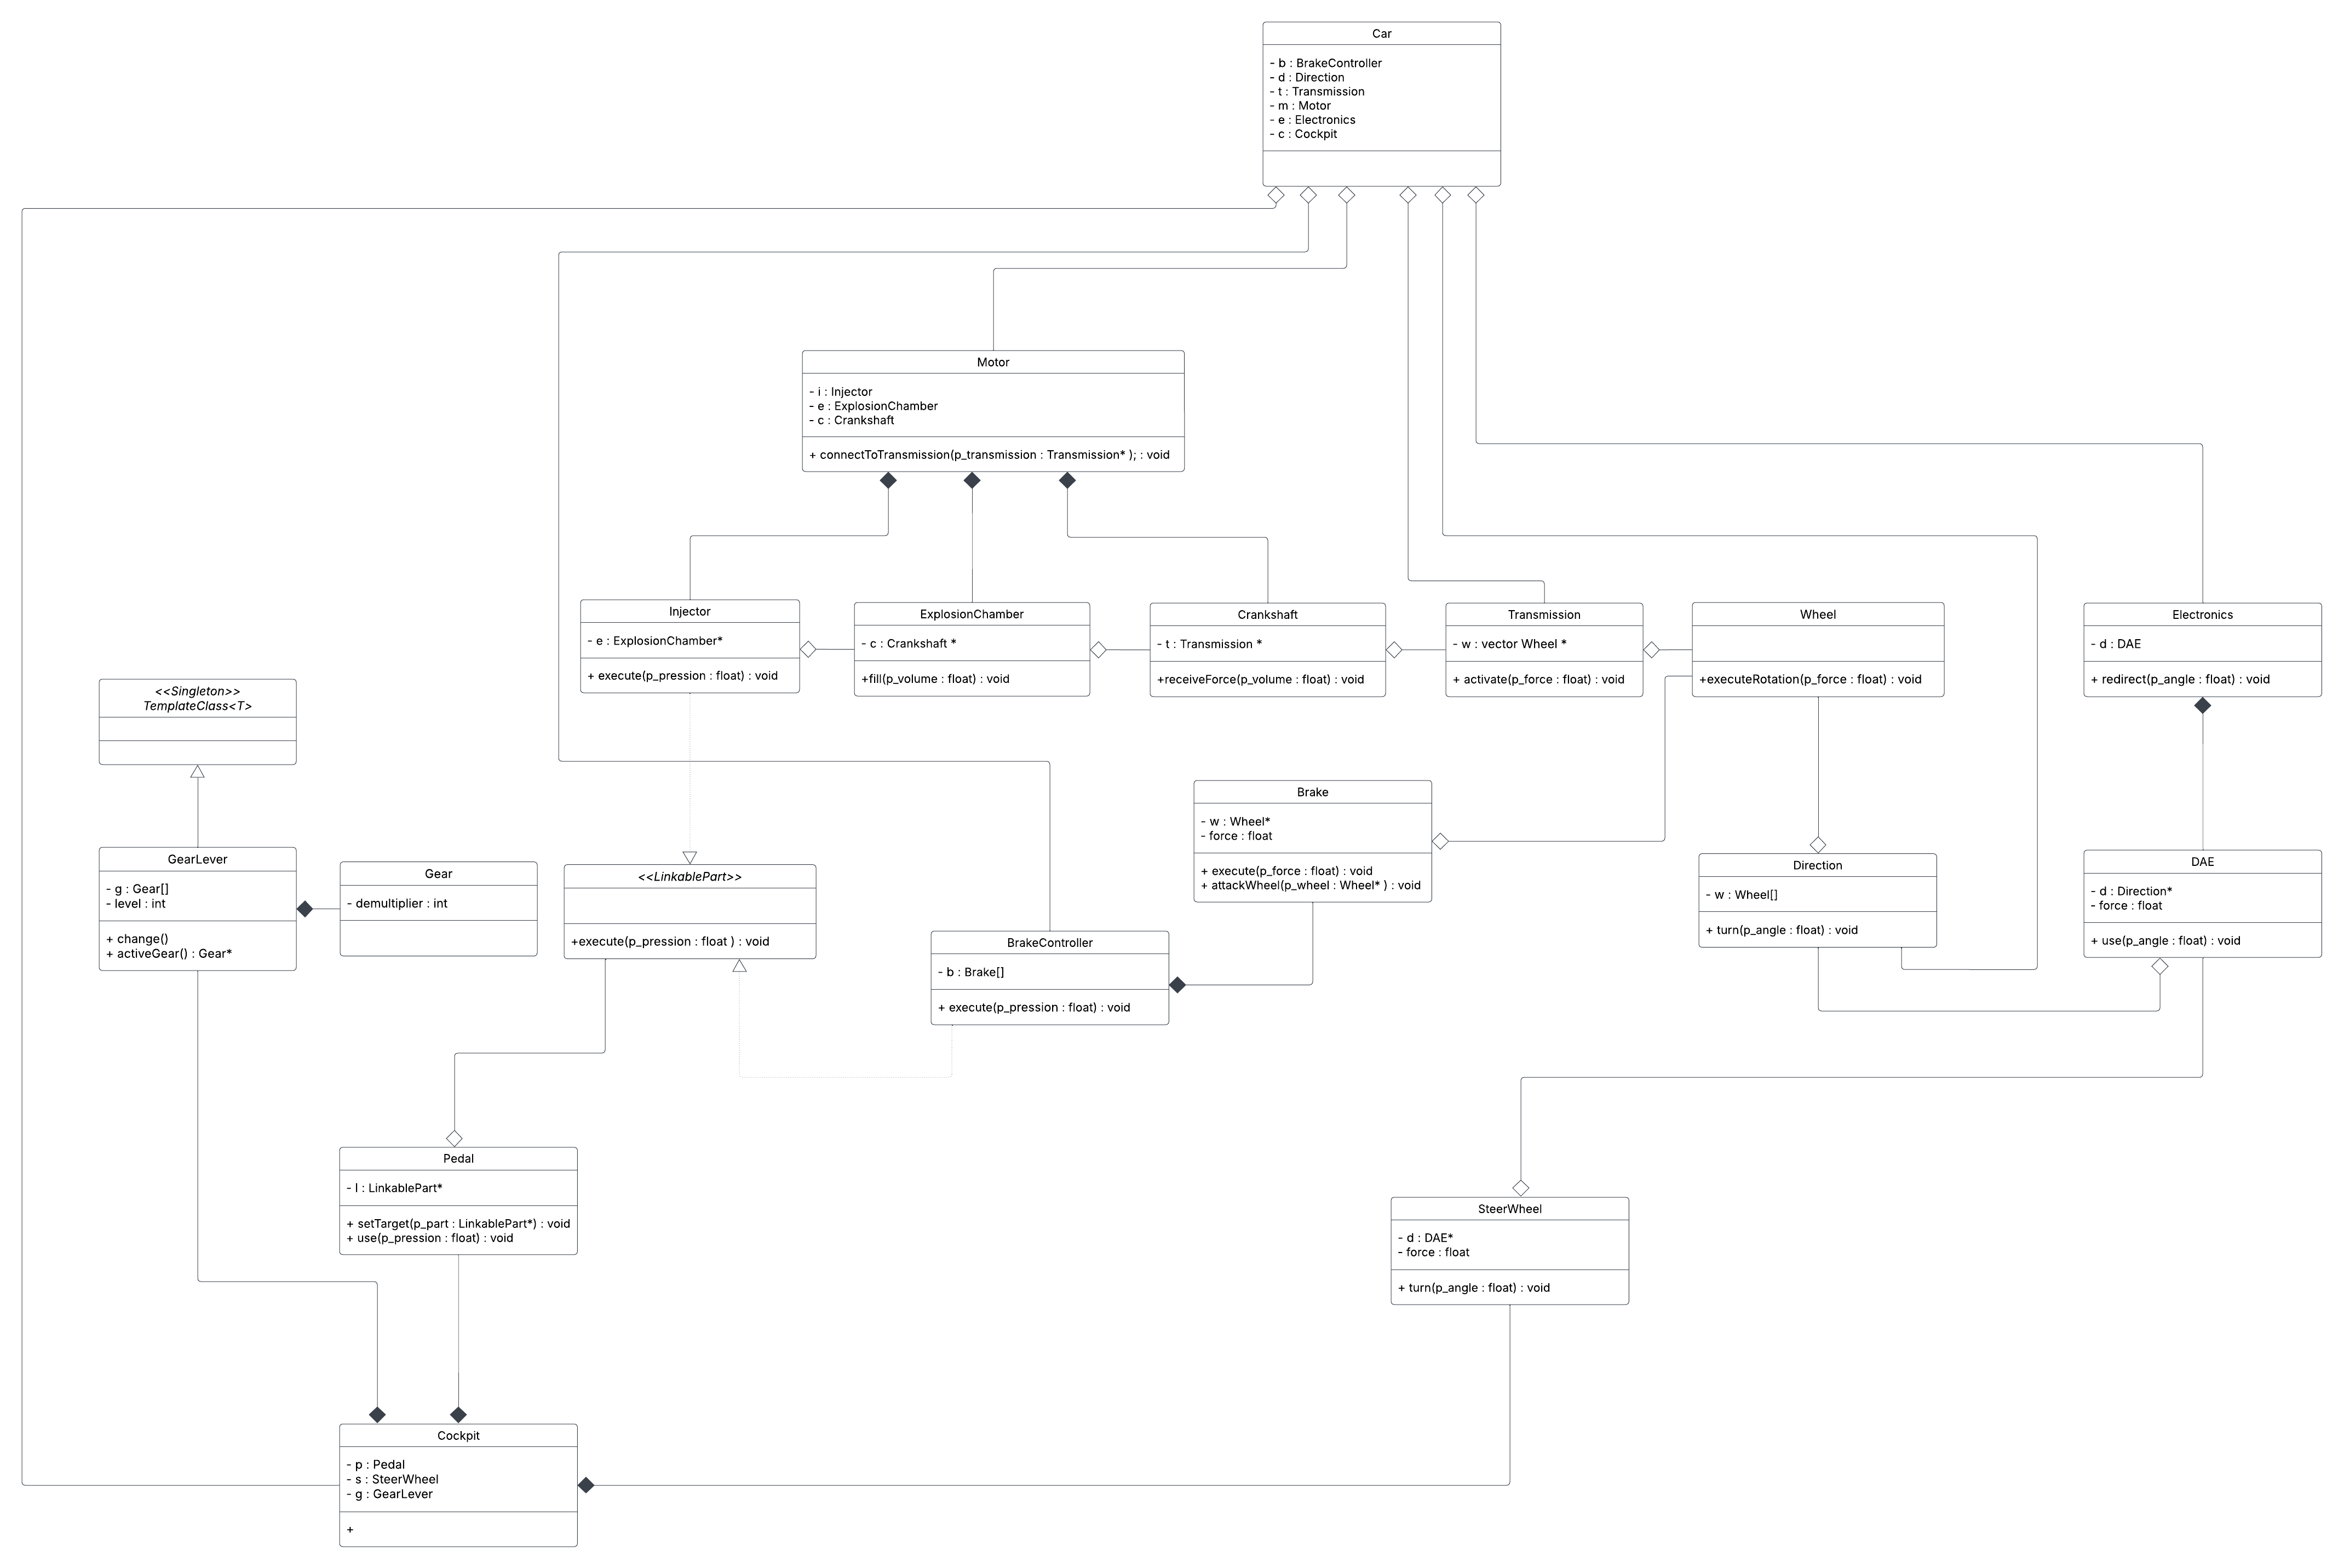 Car
- b : BrakeController
- d : Direction
- t : Transmission
- m : Motor
- e : Electronics
- c : Cockpit
Motor
- i : Injector
- e : ExplosionChamber
- c : Crankshaft
+ connectToTransmission(p_transmission : Transmission* ); : void
Injector
- e : ExplosionChamber*
+ execute(p_pression : float) : void
ExplosionChamber
- c : Crankshaft *
+fill(p_volume : float) : void
Crankshaft
- t : Transmission *
+receiveForce(p_volume : float) : void
Transmission
- w : vector Wheel *
+ activate(p_force : float) : void
Wheel
+executeRotation(p_force : float) : void
Electronics
- d : DAE
+ redirect(p_angle : float) : void
<<Singleton>>
TemplateClass<T>
Brake
- w : Wheel*
- force : float
+ execute(p_force : float) : void
+ attackWheel(p_wheel : Wheel* ) : void
GearLever
- g : Gear[]
- level : int
+ change()
+ activeGear() : Gear*
Gear
- demultiplier : int
<<LinkablePart>>
+execute(p_pression : float ) : void
BrakeController
- b : Brake[]
+ execute(p_pression : float) : void
Direction
- w : Wheel[]
+ turn(p_angle : float) : void
DAE
- d : Direction*
- force : float
+ use(p_angle : float) : void
Pedal
- l : LinkablePart*
+ setTarget(p_part : LinkablePart*) : void
+ use(p_pression : float) : void
SteerWheel
- d : DAE*
- force : float
+ turn(p_angle : float) : void
Cockpit
- p : Pedal
- s : SteerWheel
- g : GearLever
+